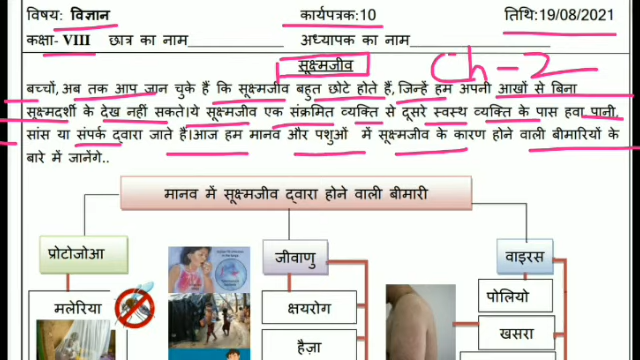 विषय: विज्ञान कार्यपत्रक:10 तिथि:19/08/2021
कक्षा- VIII छात्र का नाम____________ अध्यापक का नाम____________
सूक्ष्मजीव
Ch-2
बच्चों,अब तक आप जान चुके हैं कि सूक्ष्मजीव बहुत छोटे होते हैं,जिन्हें हम अपनी आखों से बिना
सूक्ष्मदर्शी के देख नहीं सकते।ये सूक्ष्मजीव एक संक्रमित व्यक्ति से दूसरे स्वस्थ व्यक्ति के पास हवा पानी,
सांस या संपर्क द्वारा जाते हैं।आज हम मानव और पशुओं में सूक्ष्मजीव के कारण होने वाली बीमारियों के
बारे में जानेंगे..
मानव में सूक्ष्मजीव द्वारा होने वाली बीमारी
प्रोटोजोआ जीवाणु वाइरस
मलेरिया क्षयरोग पोलियो
हैज़ा खसरा